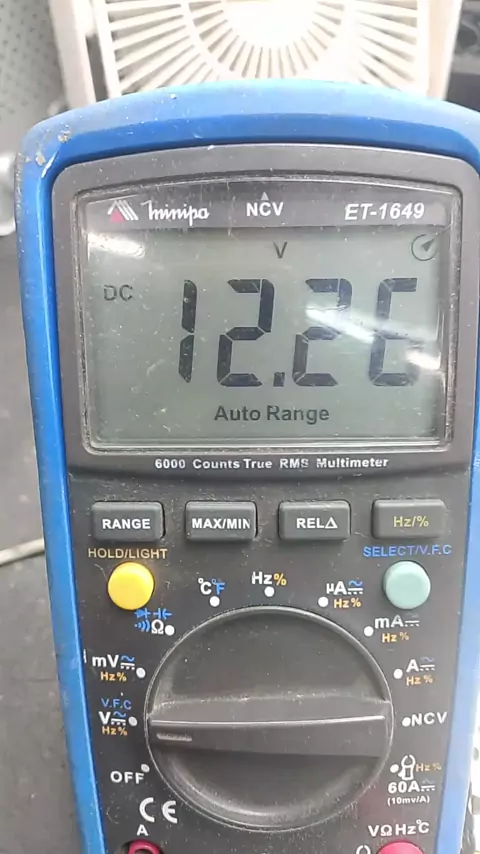 minipa NCV ET-1649
V
DC 12.26
Auto Range
6000 Counts True RMS Multimeter
RANGE MAX/MIN REL∆ Hz/%
HOLD/LIGHT SELECT/V.F.C
°C°F Hz% µA Hz%
Ω mA Hz%
mV Hz% A Hz%
V.F.C
V Hz% NCV
OFF Hz%
60A
(10mv/A)
CE
A VΩHz°C